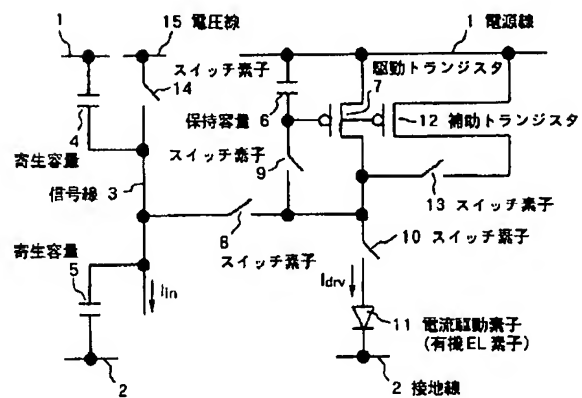 1
15 電圧線
1 電源線
スイッチ素子
14
駆動トランジスタ
7
4
保持容量 6
12 補助トランジスタ
寄生容量
スイッチ素子
9
信号線 3
13 スイッチ素子
寄生容量
5
8
スイッチ素子
10 スイッチ素子
Iin
Idrv
11 電流駆動素子
(有機EL素子)
2
2 接地線